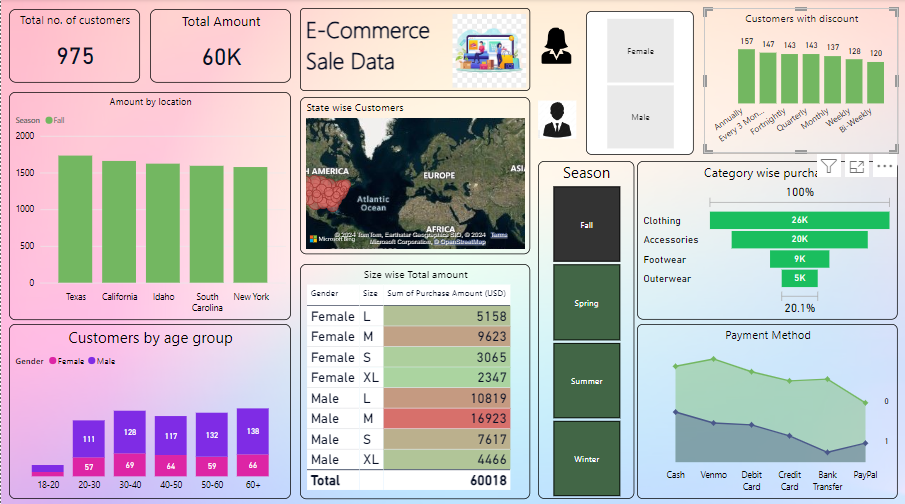 Total no. of customers
975
Total Amount
60K
E-Commerce
Sale Data
Female
Male
Customers with discount
157
147
143
143
137
128
120
Annually
Every 3 Mon...
Fortnightly
Quarterly
Monthly
Weekly
Bi-Weekly
Amount by location
Season Fall
2000
1500
1000
500
0
Texas
California
Idaho
South
Carolina
New York
State wise Customers
H AMERICA
EUROPE
ASI
Atlantic
Ocean
AFRICA
Microsoft Bing
© 2024 TomTom, Earthstar Geographics SIO, © 2024 Terms
Microsoft Corporation, © OpenStreetMap
Season
Fall
Spring
Summer
Winter
Category wise purcha
100%
Clothing 26K
Accessories 20K
Footwear 9K
Outerwear 5K
20.1%
Customers by age group
Gender Female Male
111
128
117
132
138
57
69
64
59
66
18-20
20-30
30-40
40-50
50-60
60+
Size wise Total amount
Gender Size Sum of Purchase Amount (USD)
Female L 5158
Female M 9623
Female S 3065
Female XL 2347
Male L 10819
Male M 16923
Male S 7617
Male XL 4466
Total 60018
Payment Method
0
1
Cash
Venmo
Debit
Card
Credit
Card
Bank
Transfer
PayPal